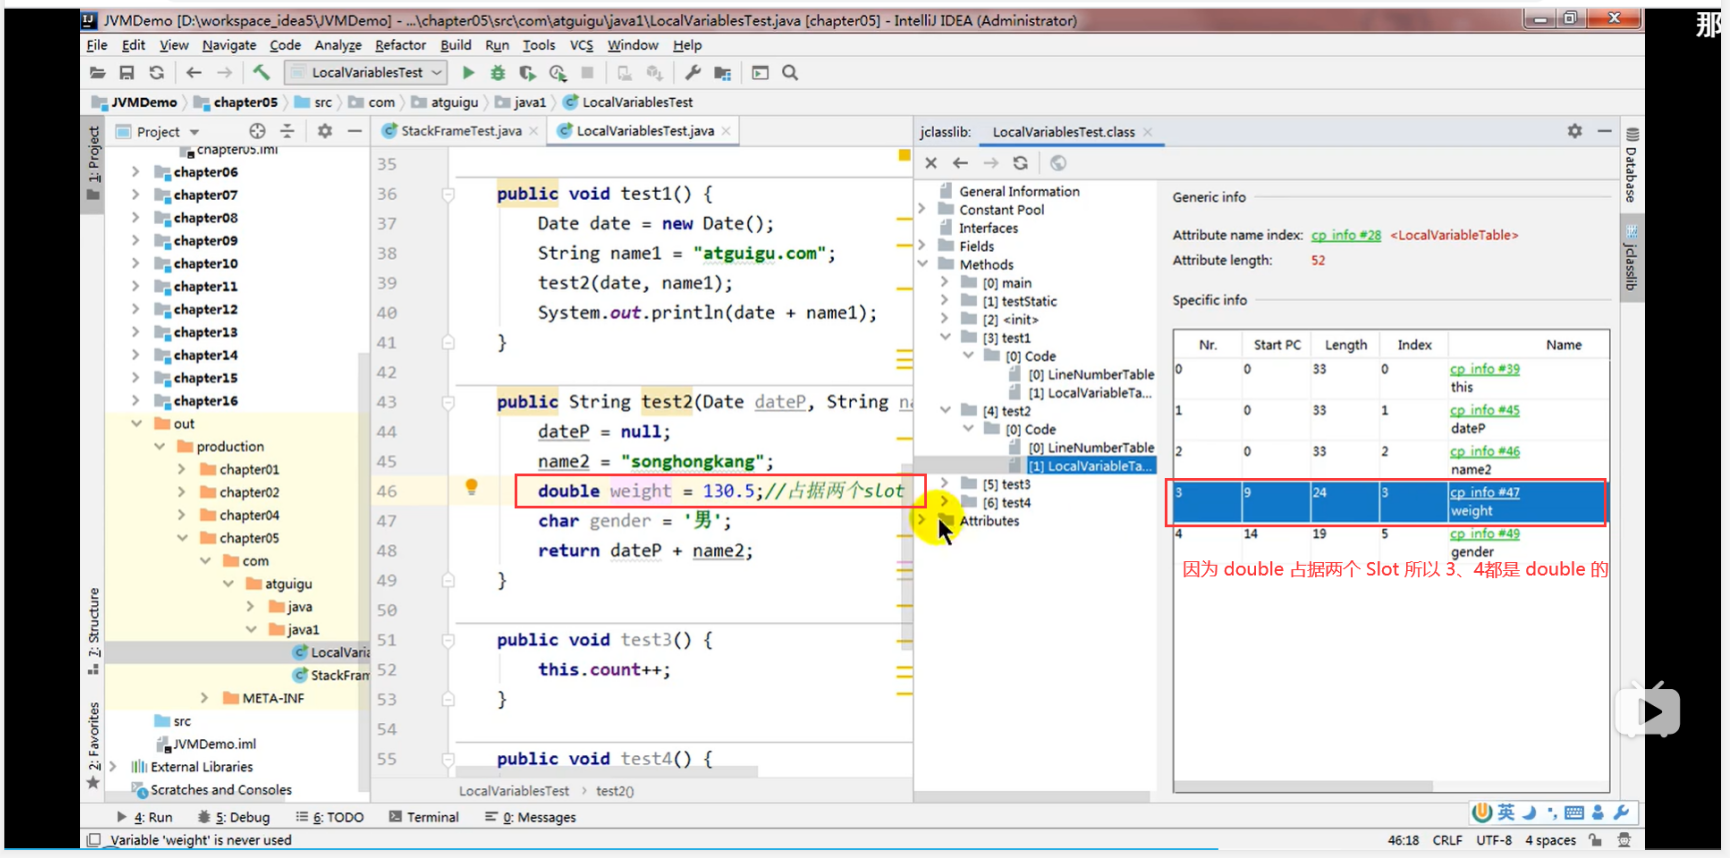 JVMDemo [D:\workspace_idea5\JVMDemo] - ...\chapter05\src\com\atguigu\java1\LocalVariablesTest.java [chapter05] - IntelliJ IDEA (Administrator)
那
File Edit View Navigate Code Analyze Refactor Build Run Tools VCS Window Help
LocalVariablesTest
JVMDemo chapter05 src com atguigu java1 LocalVariablesTest
1: Project
7: Structure
2: Favorites
Project
chapter05.iml
chapter06
chapter07
chapter08
chapter09
chapter10
chapter11
chapter12
chapter13
chapter14
chapter15
chapter16
out
production
chapter01
chapter02
chapter04
chapter05
com
atguigu
java
java1
LocalVaria
StackFram
META-INF
src
JVMDemo.iml
External Libraries
Scratches and Consoles
StackFrameTest.java LocalVariablesTest.java
35
36 public void test1() {
37 Date date = new Date();
38 String name1 = "atguigu.com";
39 test2(date, name1);
40 System.out.println(date + name1);
41 }
42
43 public String test2(Date dateP, String na
44 dateP = null;
45 name2 = "songhongkang";
46 double weight = 130.5;//占据两个slot
47 char gender = '男';
48 return dateP + name2;
49 }
50
51 public void test3() {
52 this.count++;
53 }
54
55 public void test4() {
LocalVariablesTest test2()
jclasslib: LocalVariablesTest.class
General Information
Constant Pool
Interfaces
Fields
Methods
[0] main
[1] testStatic
[2] <init>
[3] test1
[0] Code
[0] LineNumberTable
[1] LocalVariableTa...
[4] test2
[0] Code
[0] LineNumberTable
[1] LocalVariableTa...
[5] test3
[6] test4
Attributes
Generic info
Attribute name index: cp info #28 <LocalVariableTable>
Attribute length: 52
Specific info
Nr. Start PC Length Index Name
0 0 33 0 cp info #39
this
1 0 33 1 cp info #45
dateP
2 0 33 2 cp info #46
name2
3 9 24 3 cp info #47
weight
4 14 19 5 cp info #49
gender
因为 double 占据两个 Slot 所以 3、4都是 double 的
Database
jclasslib
4: Run 5: Debug 6: TODO Terminal 0: Messages
英
Variable 'weight' is never used
46:18 CRLF UTF-8 4 spaces